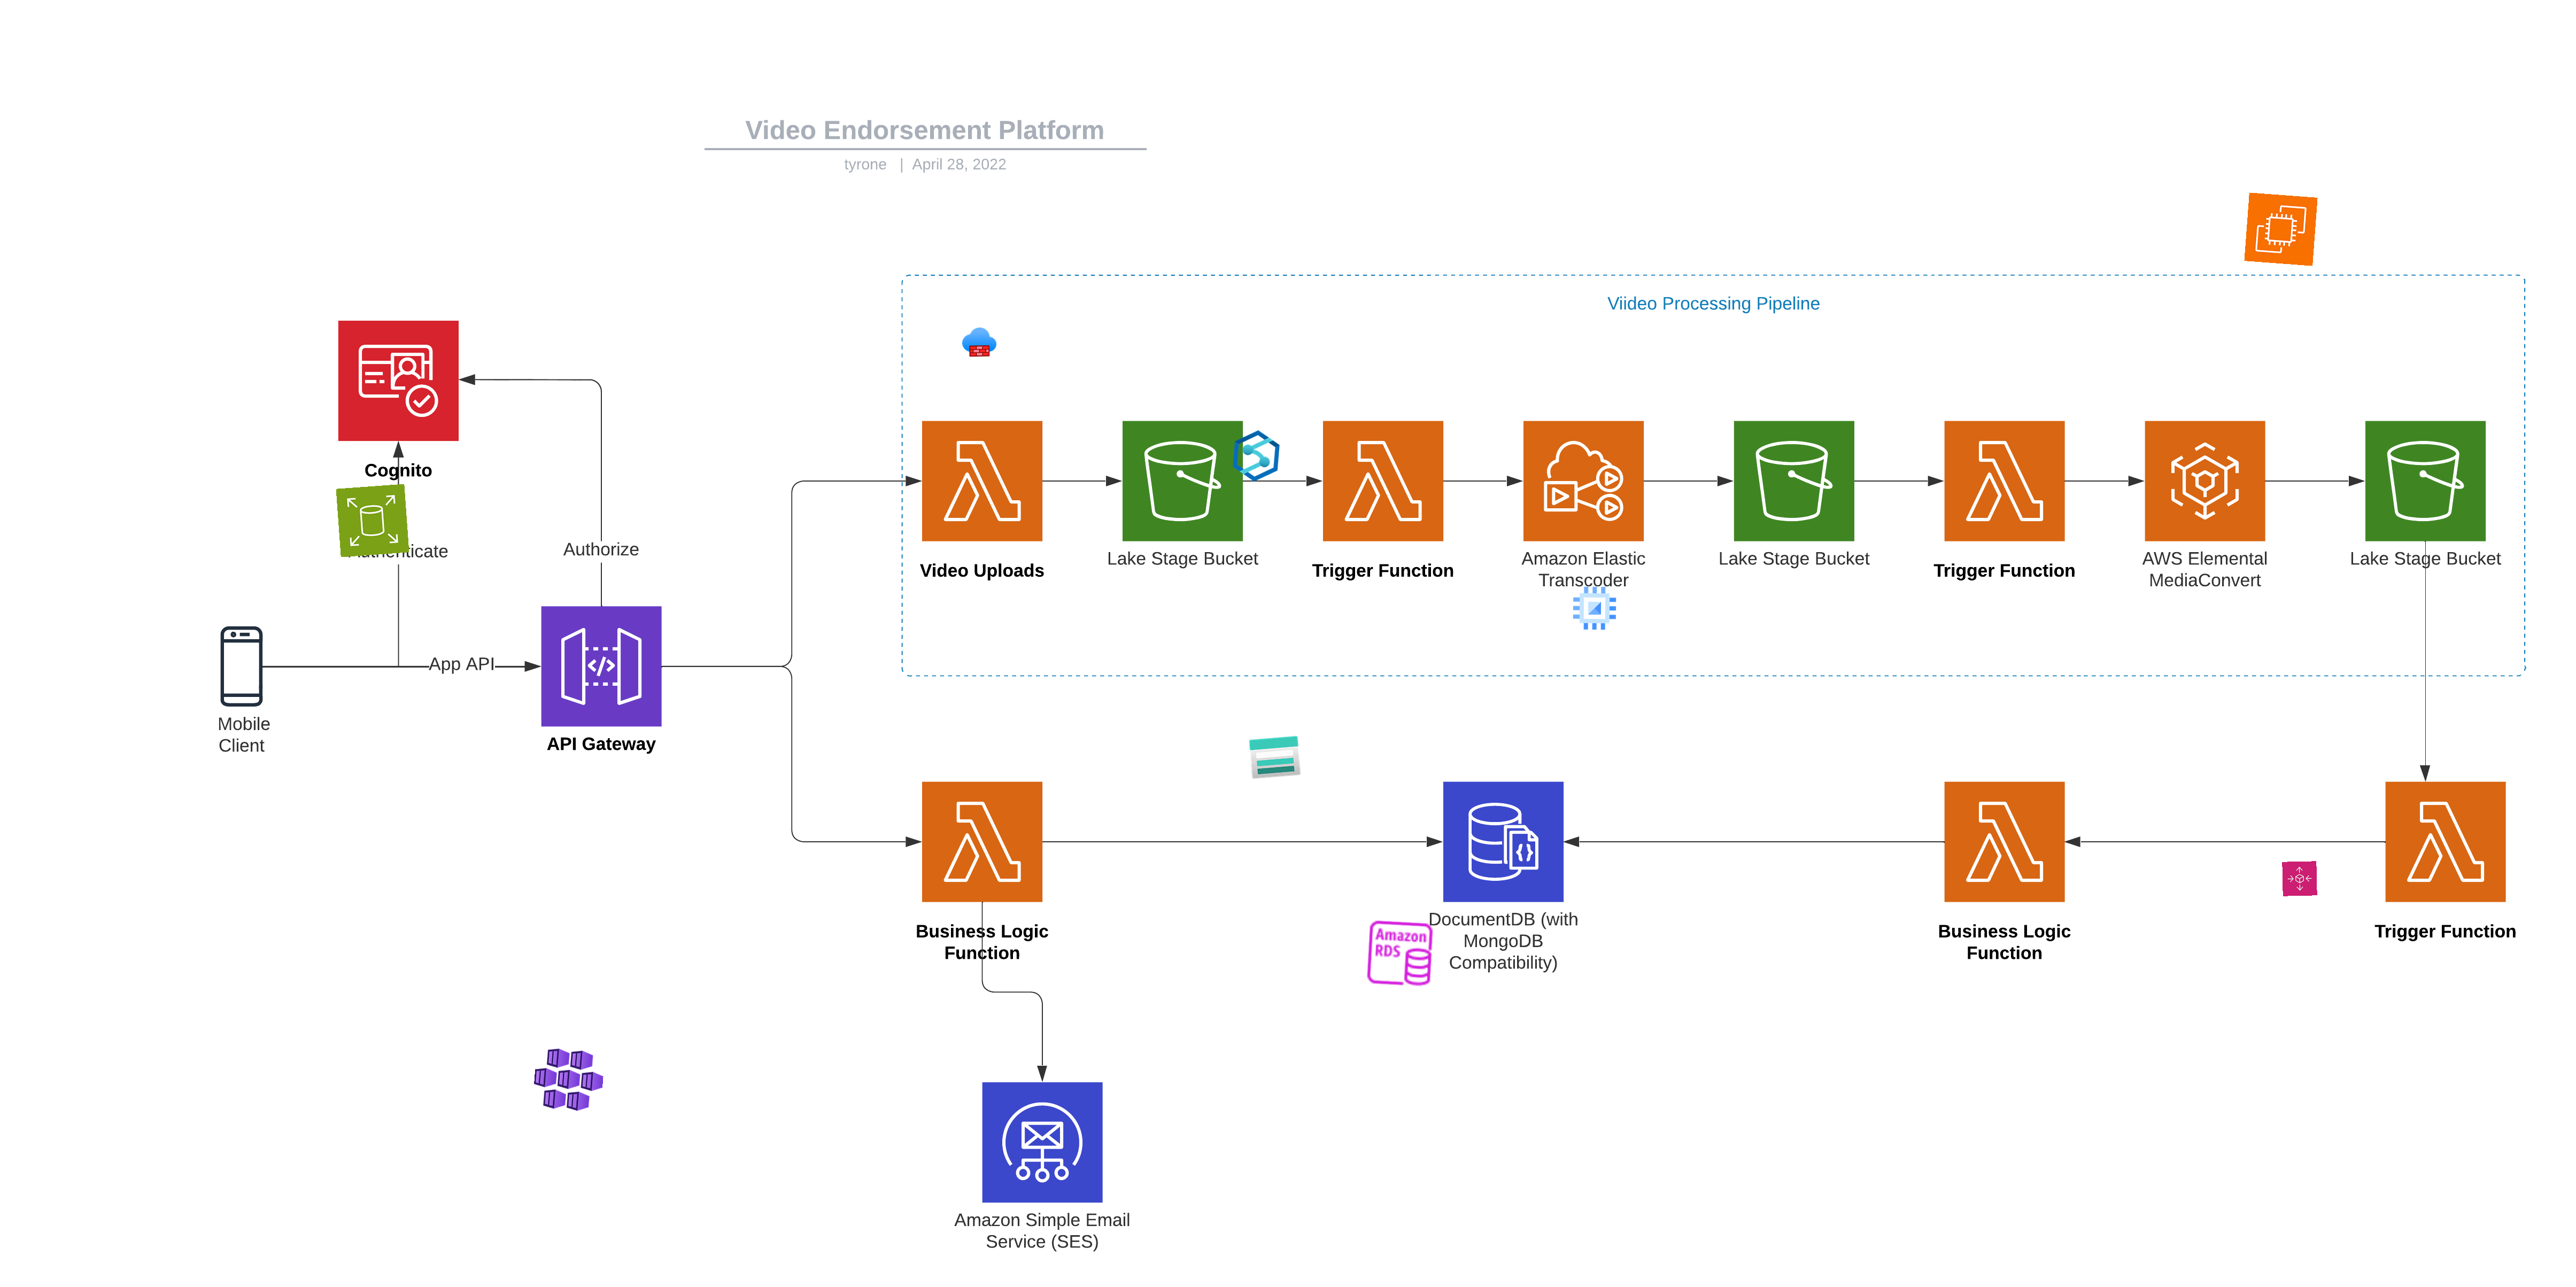 Video Endorsement Platform
tyrone | April 28, 2022
Viideo Processing Pipeline
Cognito
Authorize
Video Uploads
Lake Stage Bucket
Trigger Function
Amazon Elastic
Transcoder
Lake Stage Bucket
Trigger Function
AWS Elemental
MediaConvert
Lake Stage Bucket
App API
Mobile
Client
API Gateway
Business Logic
Function
Amazon
RDS
DocumentDB (with
MongoDB
Compatibility)
Business Logic
Function
Trigger Function
Amazon Simple Email
Service (SES)